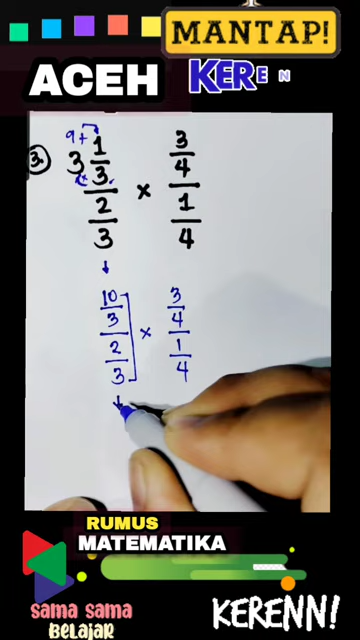 MANTAP!
ACEH KEREN
9+
3. 3 1/3 / 2/3 × 3/4 / 1/4
10/3 / 2/3 × 3/4 / 1/4
RUMUS
MATEMATIKA
SAMA SAMA
BELAJAR
KERENN!